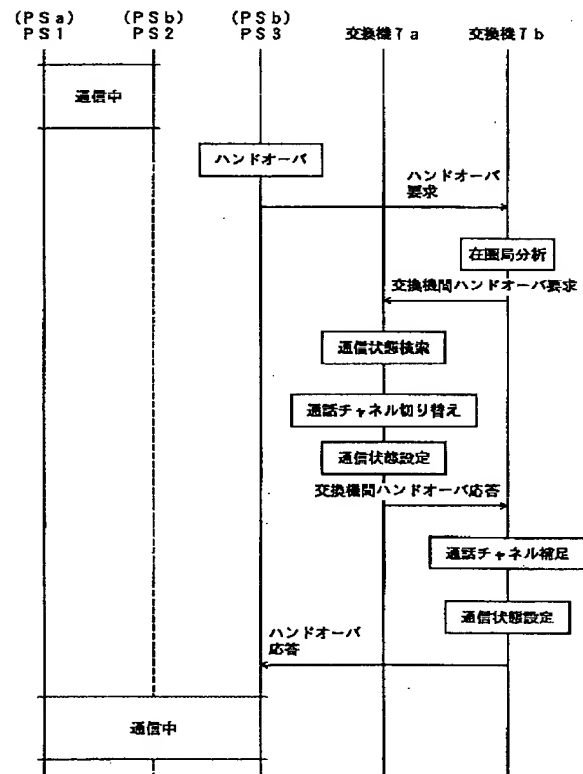 (PSa) (PSb) (PSb)
PS1 PS2 PS3 交換機7a 交換機7b
通信中
ハンドオーバ
ハンドオーバ
要求
在圏局分析
交換機間ハンドオーバ要求
通信状態検索
通話チャネル切り替え
通信状態設定
交換機間ハンドオーバ応答
通話チャネル補足
通信状態設定
ハンドオーバ
応答
通信中